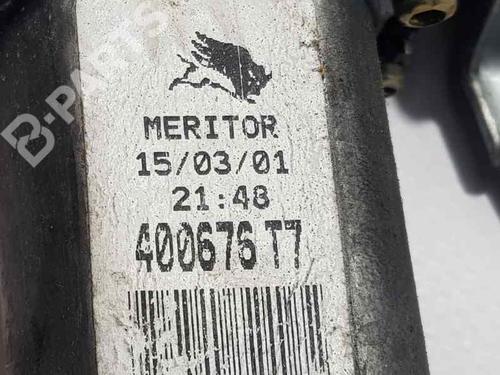 B-PARTS
MERITOR
15/03/01
21:48
400676 T7